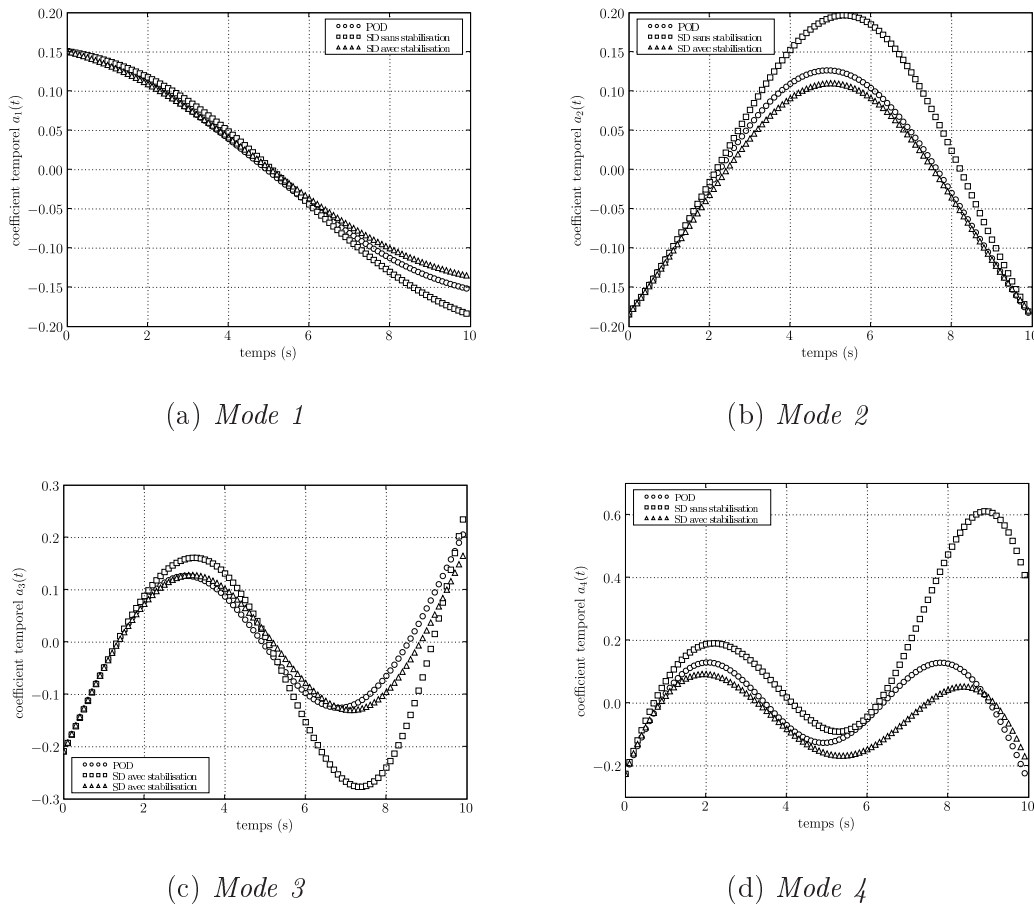 0.20
0.15
0.10
0.05
0.00
−0.05
−0.10
−0.15
−0.20
coefficient temporel a₁(t)
POD
SD sans stabilisation
SD avec stabilisation
0 2 4 6 8 10
temps (s)
(a) Mode 1
0.20
0.15
0.10
0.05
0.00
−0.05
−0.10
−0.15
−0.20
coefficient temporel a₂(t)
POD
SD sans stabilisation
SD avec stabilisation
0 2 4 6 8 10
temps (s)
(b) Mode 2
0.3
0.2
0.1
0.0
−0.1
−0.2
−0.3
coefficient temporel a₃(t)
POD
SD avec stabilisation
SD avec stabilisation
0 2 4 6 8 10
temps (s)
(c) Mode 3
0.6
0.4
0.2
0.0
−0.2
coefficient temporel a₄(t)
POD
SD sans stabilisation
SD avec stabilisation
0 2 4 6 8 10
temps (s)
(d) Mode 4